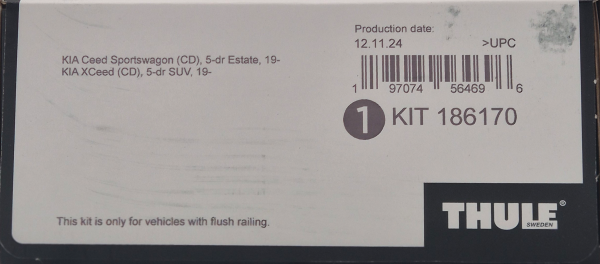 Production date:
12.11.24 >UPC
KIA Ceed Sportswagon (CD), 5-dr Estate, 19-
KIA XCeed (CD), 5-dr SUV, 19-
1 97074 56469 6
1 KIT 186170
This kit is only for vehicles with flush railing.
THULE®
SWEDEN